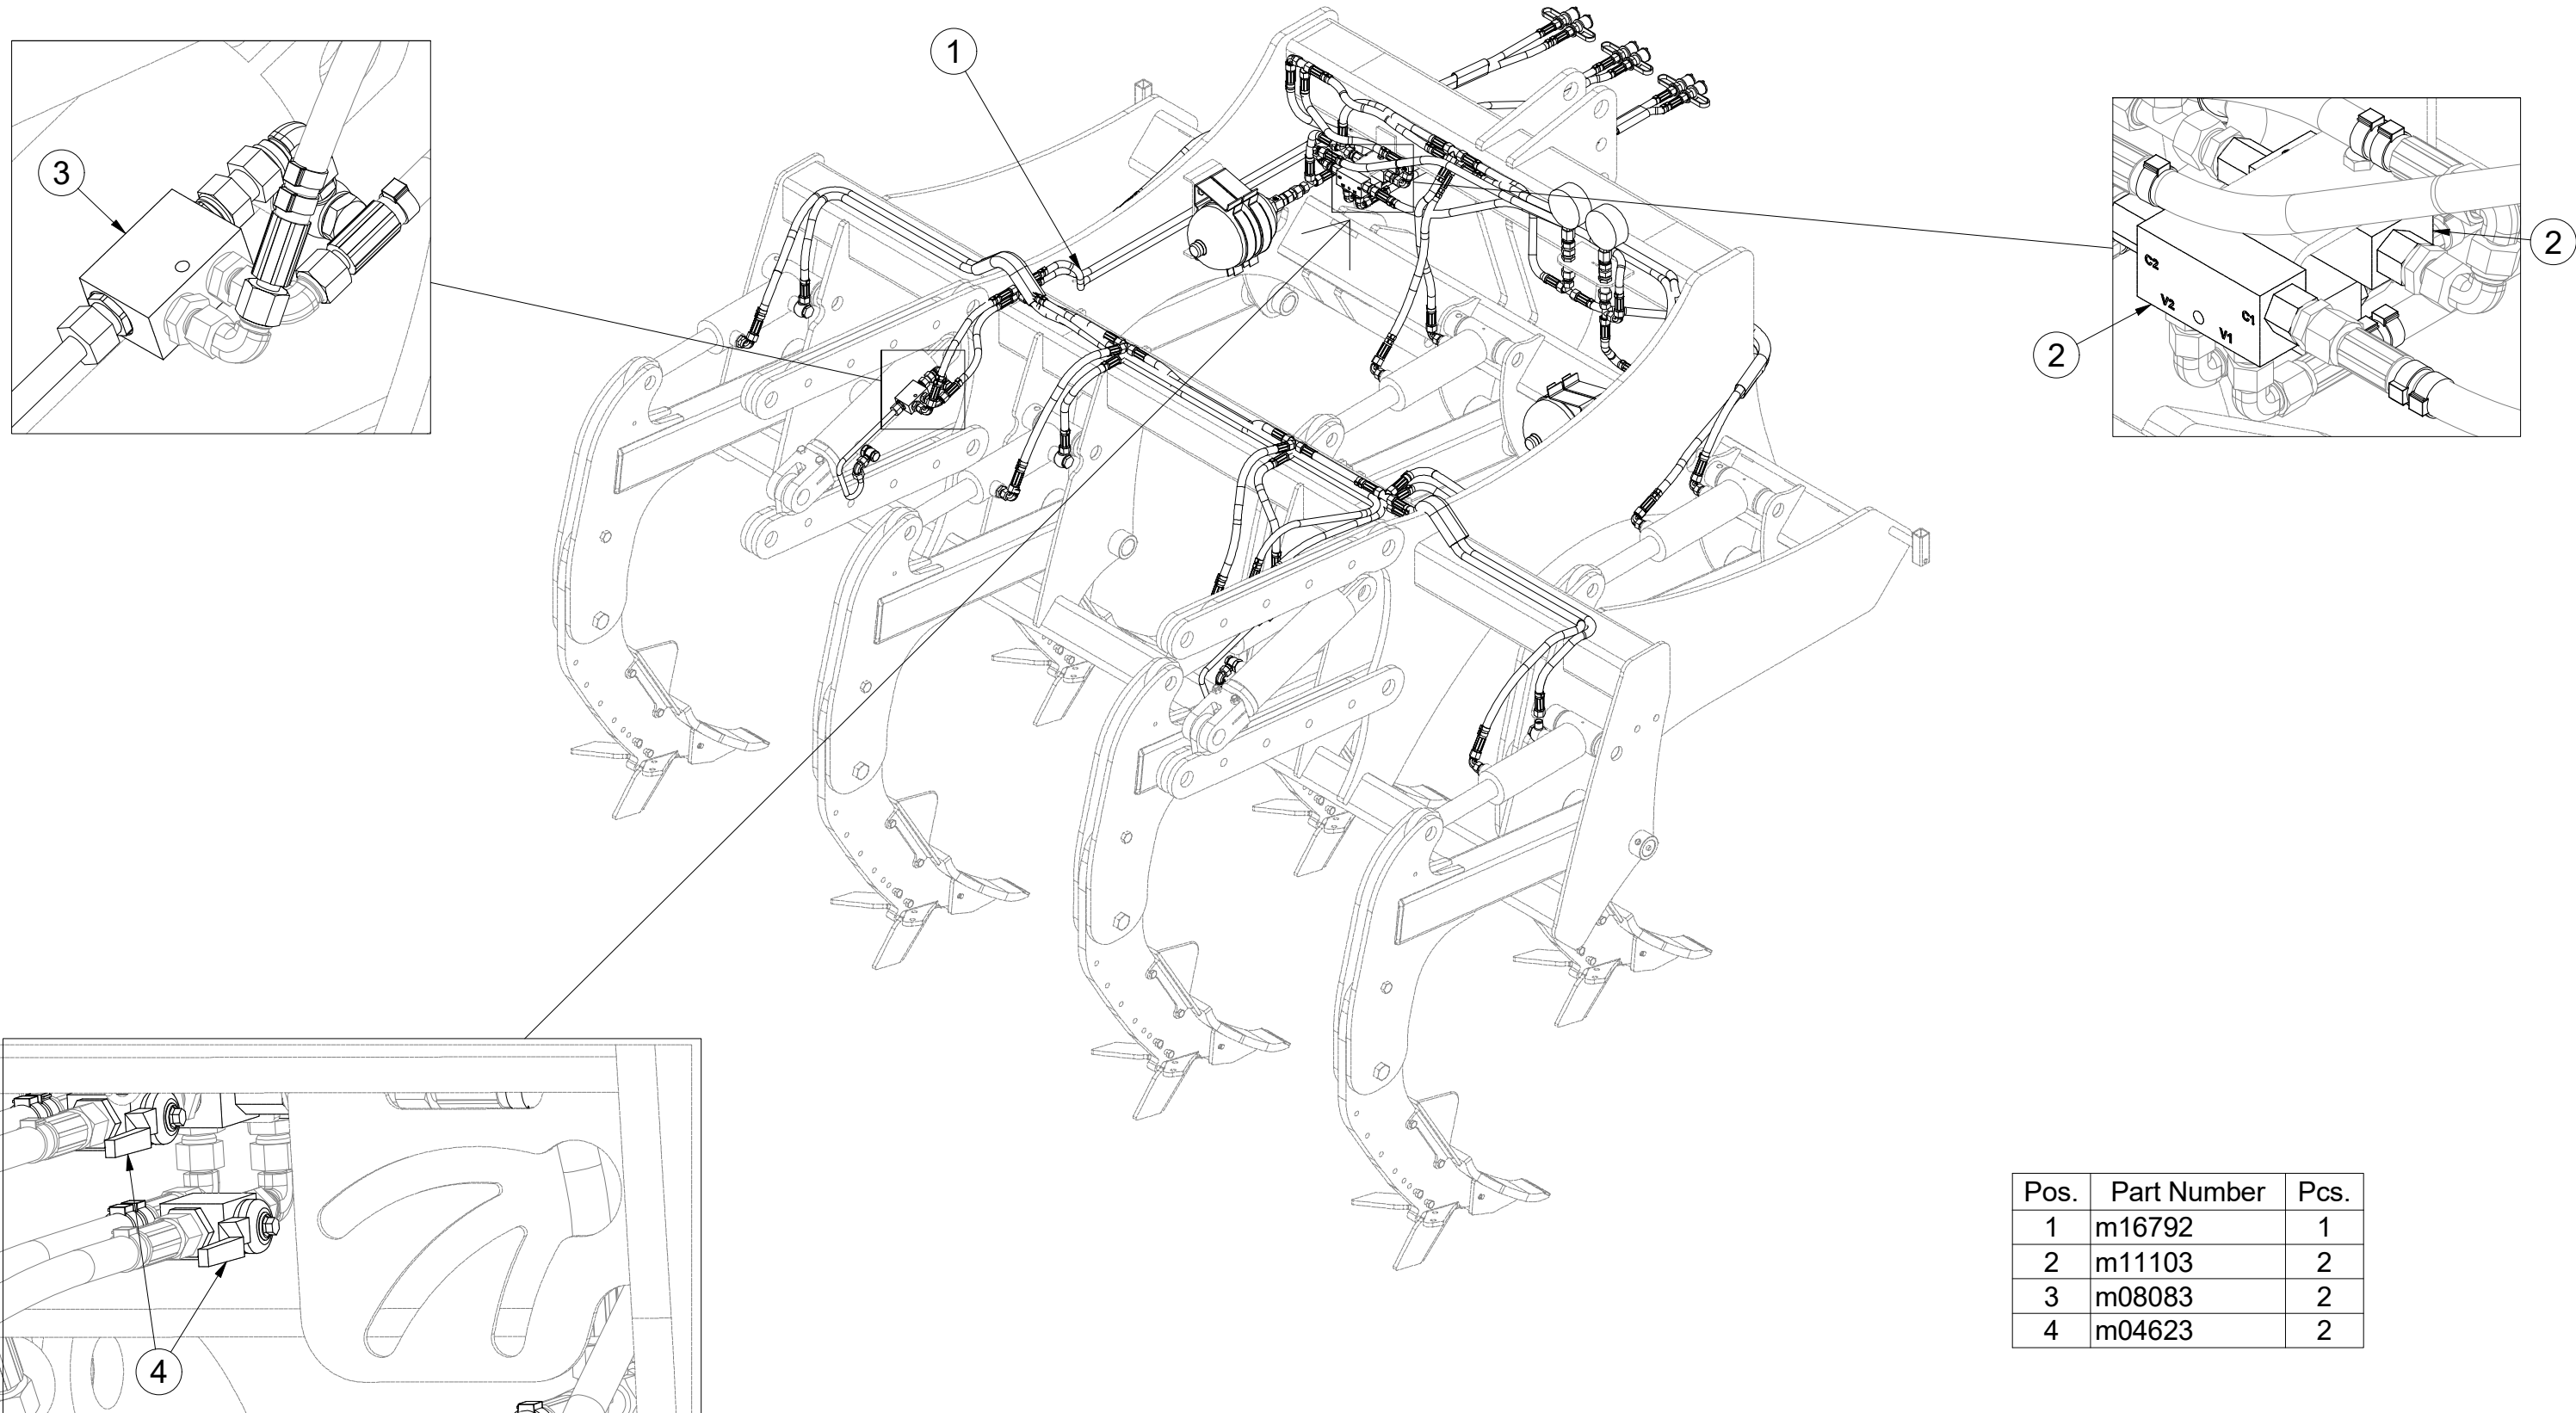 1
3
2
C2
V2
C1
V1
2
4
Pos. Part Number Pcs.
1 m16792 1
2 m11103 2
3 m08083 2
4 m04623 2